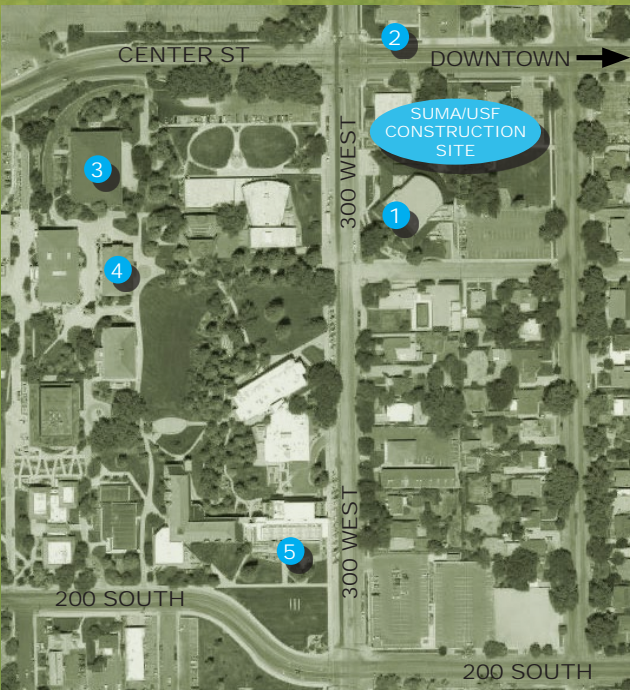 2
CENTER ST
DOWNTOWN
SUMA/USF
CONSTRUCTION
SITE
300 WEST
3
1
4
300 WEST
5
200 SOUTH
200 SOUTH